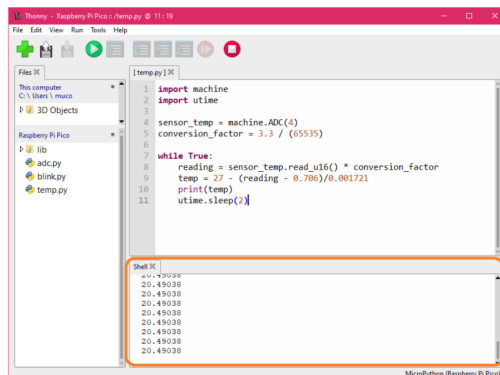 Thonny - Raspberry Pi Pico :: /temp.py @ 11 : 19
File Edit View Run Tools Help
Files
This computer
C: \ Users \ muco
3D Objects
Raspberry Pi Pico
lib
adc.py
blink.py
temp.py
[ temp.py ]
1 import machine
2 import utime
3
4 sensor_temp = machine.ADC(4)
5 conversion_factor = 3.3 / (65535)
6
7 while True:
8     reading = sensor_temp.read_u16() * conversion_factor
9     temp = 27 - (reading - 0.706)/0.001721
10     print(temp)
11     utime.sleep(2)
Shell
20.49038
20.49038
20.49038
20.49038
20.49038
20.49038
20.49038
20.49038
20.49038
MicroPython (Raspberry Pi Pico)